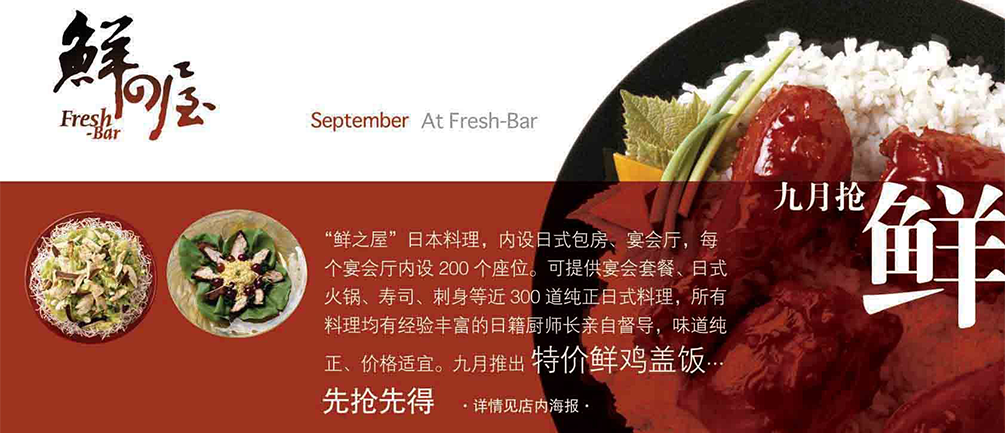 鮮の屋
Fresh
-Bar
September At Fresh-Bar
九月抢
鲜
“鲜之屋”日本料理，内设日式包房、宴会厅，每
个宴会厅内设 200 个座位。可提供宴会套餐、日式
火锅、寿司、刺身等近 300 道纯正日式料理，所有
料理均有经验丰富的日籍厨师长亲自督导，味道纯
正、价格适宜。九月推出 特价鲜鸡盖饭…
先抢先得 ·详情见店内海报·